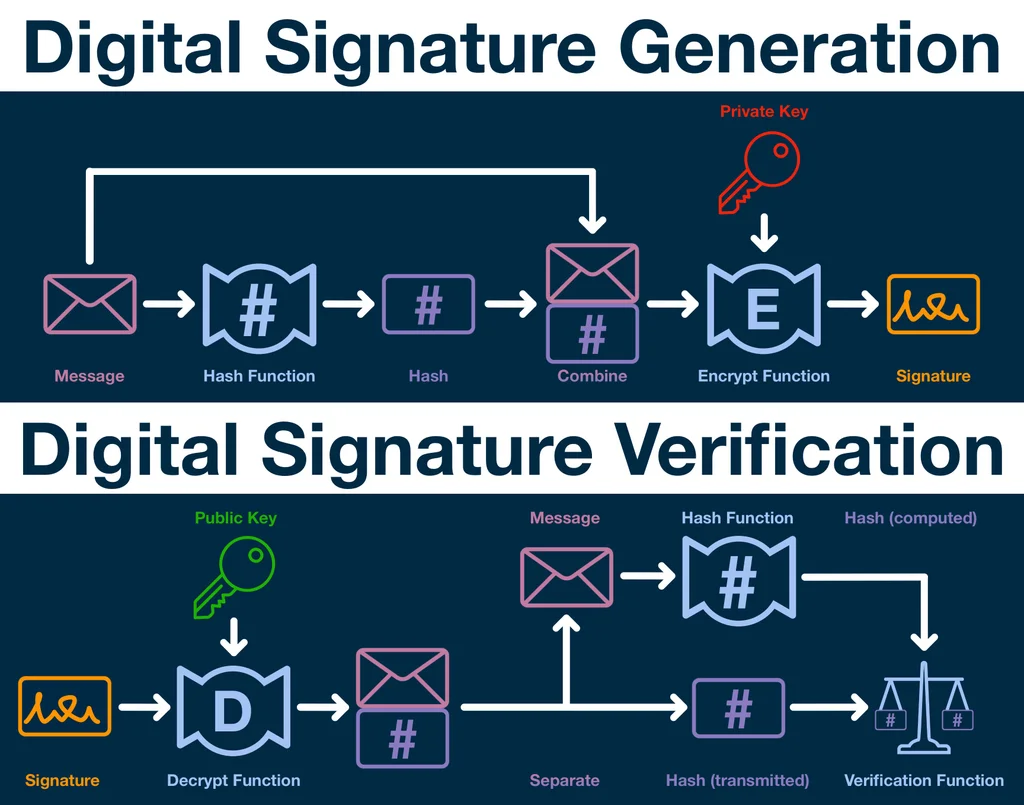 Digital Signature Generation
Private Key
#
#
#
E
Message
Hash Function
Hash
Combine
Encrypt Function
Signature
Digital Signature Verification
Public Key
Message
Hash Function
Hash (computed)
#
D
#
#
#
#
Signature
Decrypt Function
Separate
Hash (transmitted)
Verification Function